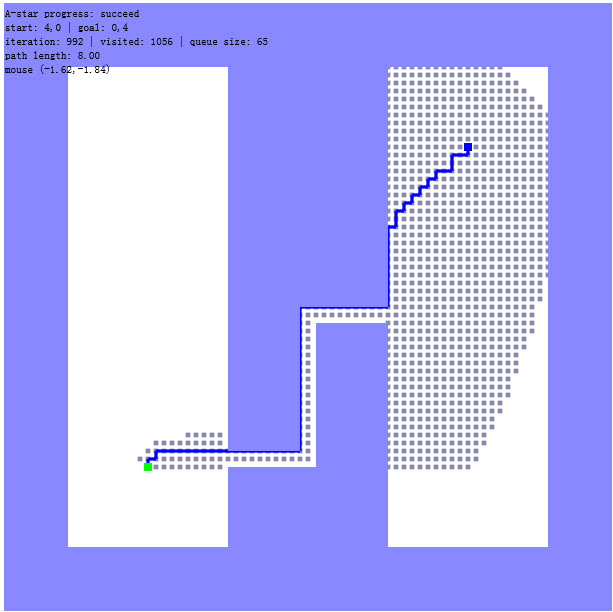 A-star progress: succeed
start: 4,0 | goal: 0,4
iteration: 992 | visited: 1056 | queue size: 65
path length: 8.00
mouse (-1.62,-1.84)